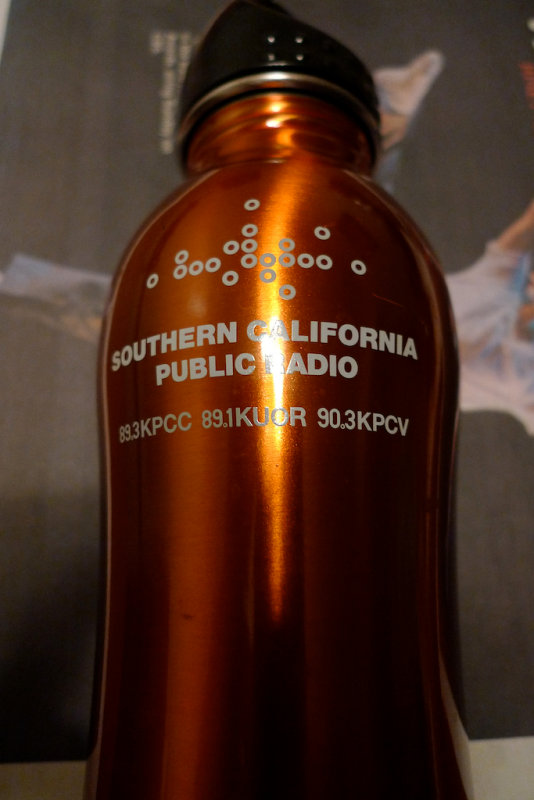 SOUTHERN CALIFORNIA
PUBLIC RADIO
89.3KPCC 89.1KUOR 90.3KPCV